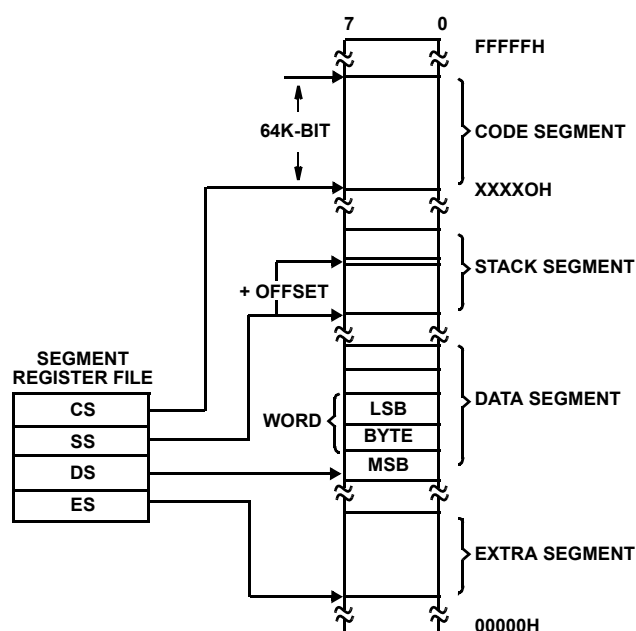 7 0
FFFFFH
64K-BIT
CODE SEGMENT
XXXXOH
STACK SEGMENT
+ OFFSET
SEGMENT
REGISTER FILE
CS
SS
DS
ES
WORD
LSB
BYTE
MSB
DATA SEGMENT
EXTRA SEGMENT
00000H